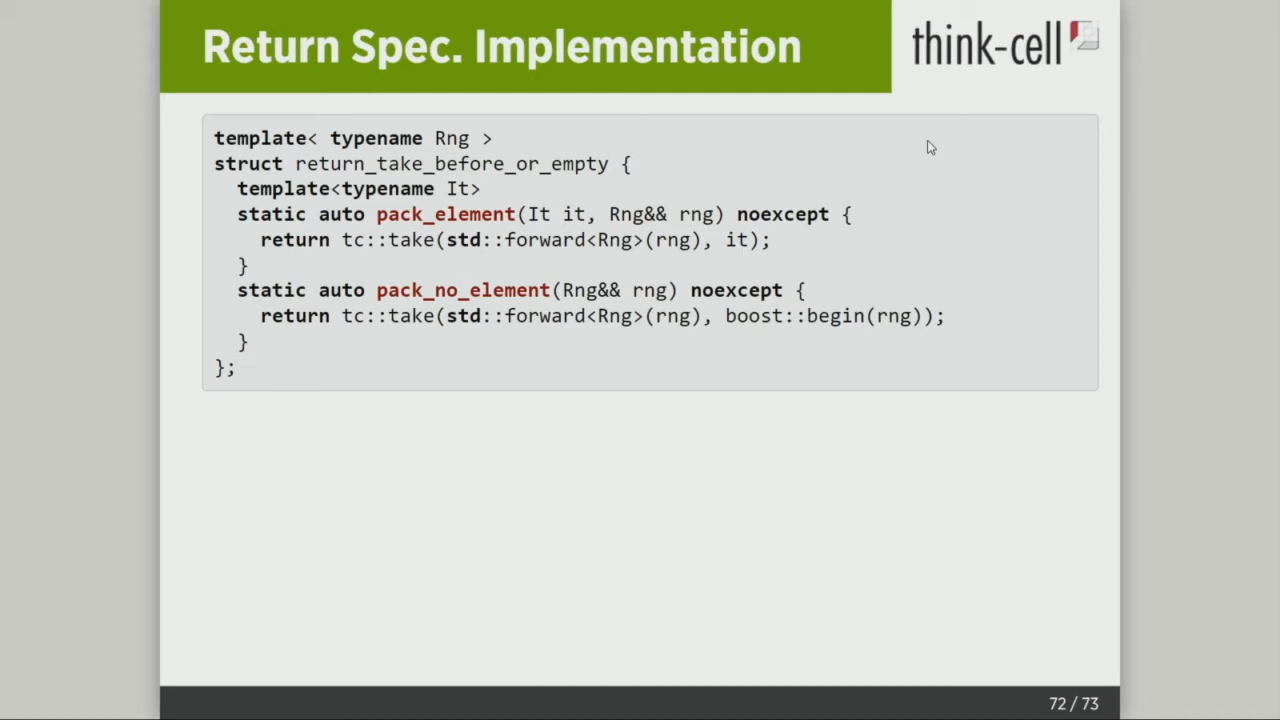 Return Spec. Implementation
think-cell
template< typename Rng >
struct return_take_before_or_empty {
  template<typename It>
  static auto pack_element(It it, Rng&& rng) noexcept {
    return tc::take(std::forward<Rng>(rng), it);
  }
  static auto pack_no_element(Rng&& rng) noexcept {
    return tc::take(std::forward<Rng>(rng), boost::begin(rng));
  }
};
72 / 73